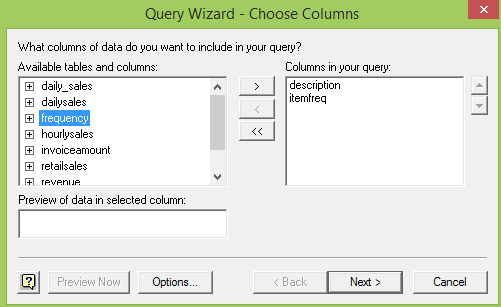 Query Wizard - Choose Columns
What columns of data do you want to include in your query?
Available tables and columns:
daily_sales
dailysales
frequency
hourlysales
invoiceamount
retailsales
revenue
>
<
<<
Columns in your query:
description
itemfreq
Preview of data in selected column:
?
Preview Now
Options...
< Back
Next >
Cancel